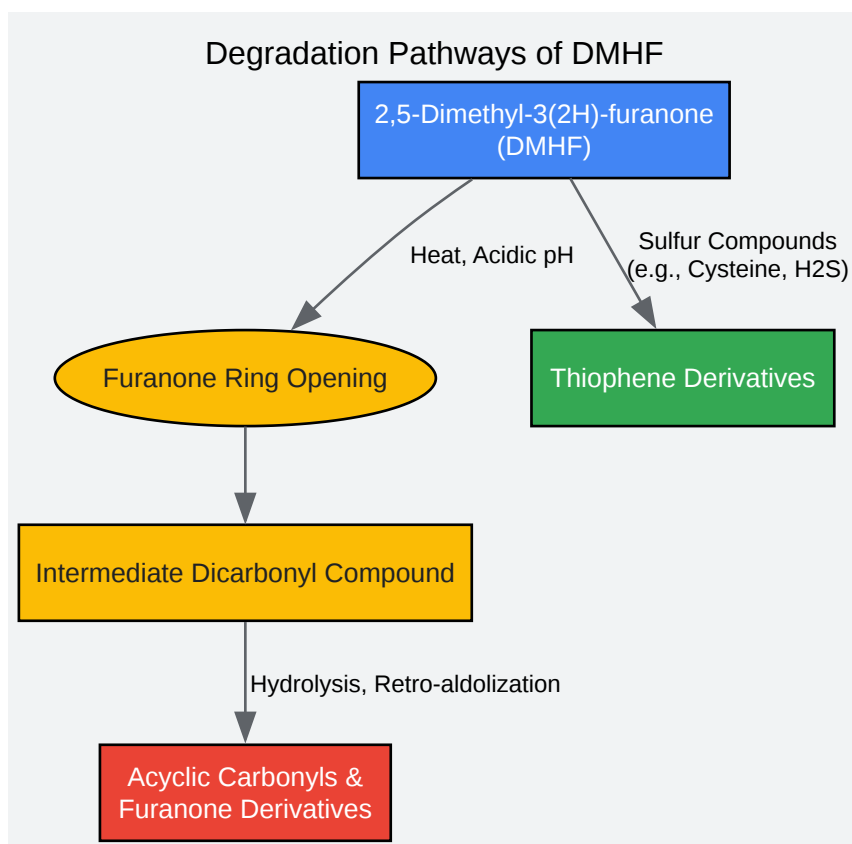 Degradation Pathways of DMHF
2,5-Dimethyl-3(2H)-furanone
(DMHF)
Heat, Acidic pH
Sulfur Compounds
(e.g., Cysteine, H2S)
Furanone Ring Opening
Thiophene Derivatives
Intermediate Dicarbonyl Compound
Hydrolysis, Retro-aldolization
Acyclic Carbonyls &
Furanone Derivatives